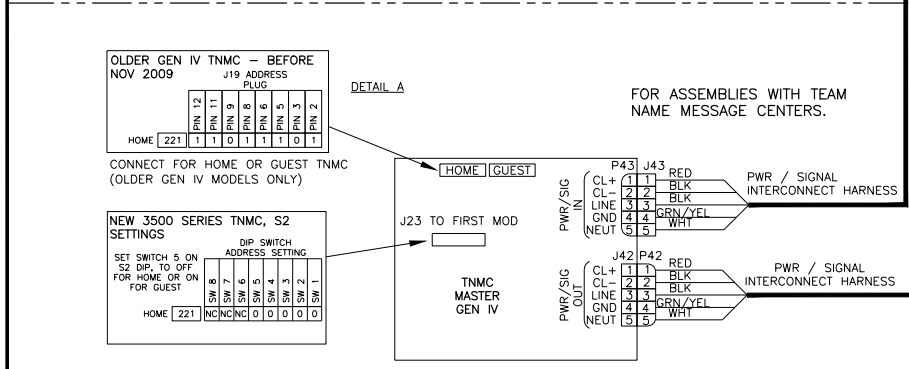 OLDER GEN IV TNMC – BEFORE
NOV 2009
J19 ADDRESS
PLUG
PIN 12 PIN 11 PIN 9 PIN 8 PIN 6 PIN 5 PIN 3 PIN 2
HOME 221 1 1 0 1 1 1 0 1
CONNECT FOR HOME OR GUEST TNMC
(OLDER GEN IV MODELS ONLY)
DETAIL A
FOR ASSEMBLIES WITH TEAM
NAME MESSAGE CENTERS.
NEW 3500 SERIES TNMC, S2
SETTINGS
SET SWITCH 5 ON
S2 DIP, TO OFF
FOR HOME OR ON
FOR GUEST
DIP SWITCH
ADDRESS SETTING
SW 8 SW 7 SW 6 SW 5 SW 4 SW 3 SW 2 SW 1
HOME 221 NC NC NC 0 0 0 0 0
HOME GUEST
J23 TO FIRST MOD
TNMC
MASTER
GEN IV
P43 J43
PWR/SIG
IN
CL+ 1 1 RED
CL- 2 2 BLK
LINE 3 3 BLK
GND 4 4 GRN/YEL
NEUT 5 5 WHT
PWR / SIGNAL
INTERCONNECT HARNESS
J42 P42
PWR/SIG
OUT
CL+ 1 1 RED
CL- 2 2 BLK
LINE 3 3 BLK
GND 4 4 GRN/YEL
NEUT 5 5 WHT
PWR / SIGNAL
INTERCONNECT HARNESS